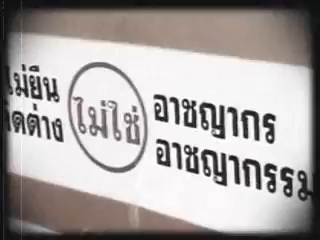 ไม่ยืน
คิดต่าง
ไม่ใช่
อาชญากร
อาชญากรรม